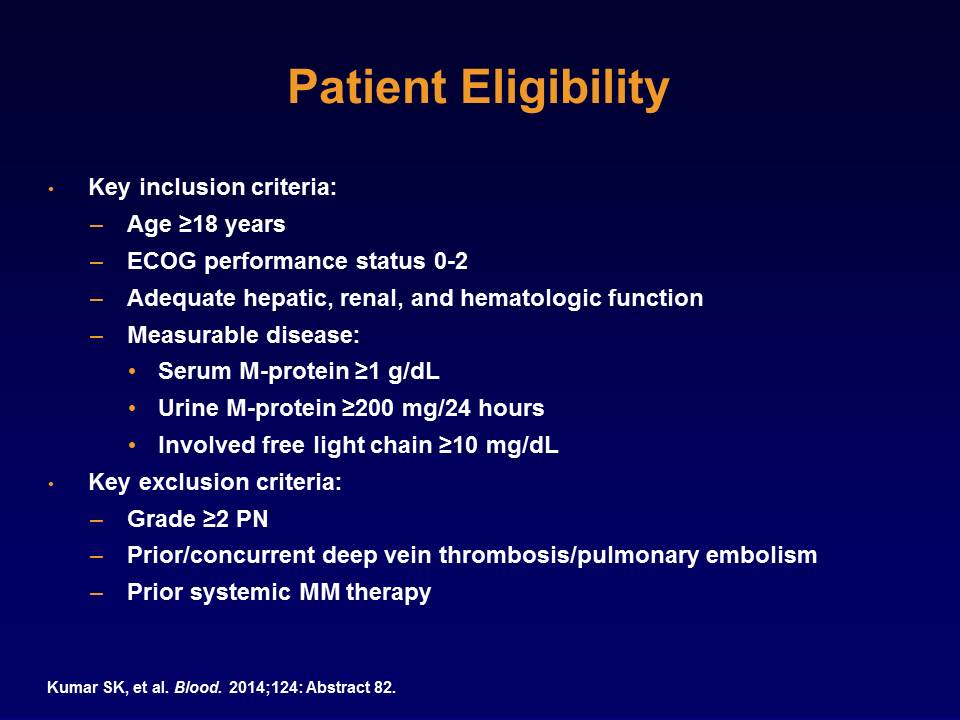 Patient Eligibility
• Key inclusion criteria:
– Age ≥18 years
– ECOG performance status 0-2
– Adequate hepatic, renal, and hematologic function
– Measurable disease:
• Serum M-protein ≥1 g/dL
• Urine M-protein ≥200 mg/24 hours
• Involved free light chain ≥10 mg/dL
• Key exclusion criteria:
– Grade ≥2 PN
– Prior/concurrent deep vein thrombosis/pulmonary embolism
– Prior systemic MM therapy
Kumar SK, et al. Blood. 2014;124: Abstract 82.